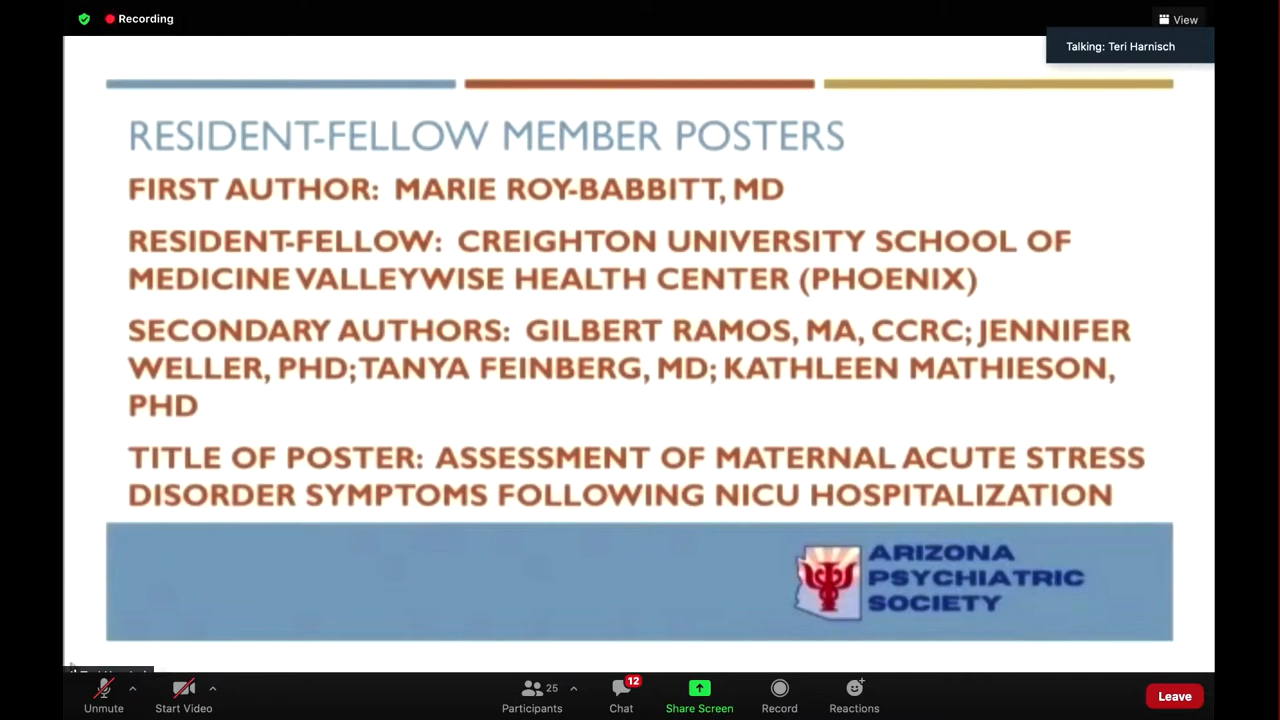 Recording
View
Talking: Teri Harnisch
RESIDENT-FELLOW MEMBER POSTERS
FIRST AUTHOR: MARIE ROY-BABBITT, MD
RESIDENT-FELLOW: CREIGHTON UNIVERSITY SCHOOL OF
MEDICINE VALLEYWISE HEALTH CENTER (PHOENIX)
SECONDARY AUTHORS: GILBERT RAMOS, MA, CCRC; JENNIFER
WELLER, PHD; TANYA FEINBERG, MD; KATHLEEN MATHIESON,
PHD
TITLE OF POSTER: ASSESSMENT OF MATERNAL ACUTE STRESS
DISORDER SYMPTOMS FOLLOWING NICU HOSPITALIZATION
ARIZONA
PSYCHIATRIC
SOCIETY
25
12
Unmute
Start Video
Participants
Chat
Share Screen
Record
Reactions
Leave